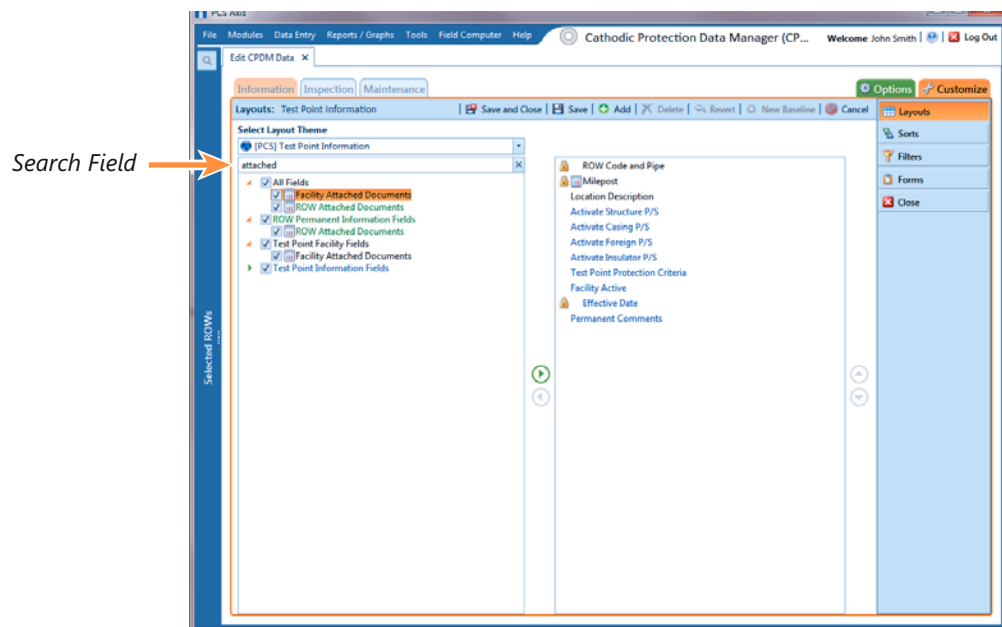 PCS Axis
File Modules Data Entry Reports / Graphs Tools Field Computer Help Cathodic Protection Data Manager (CP... Welcome John Smith | | Log Out
Edit CPDM Data X
Information Inspection Maintenance Options Customize
Layouts: Test Point Information | Save and Close | Save | Add | Delete | Revert | New Baseline | Cancel
Layouts
Sorts
Filters
Forms
Close
Select Layout Theme
[PCS] Test Point Information
Search Field
attached
All Fields
Facility Attached Documents
ROW Attached Documents
ROW Permanent Information Fields
ROW Attached Documents
Test Point Facility Fields
Facility Attached Documents
Test Point Information Fields
ROW Code and Pipe
Milepost
Location Description
Activate Structure P/S
Activate Casing P/S
Activate Foreign P/S
Activate Insulator P/S
Test Point Protection Criteria
Facility Active
Effective Date
Permanent Comments
Selected ROWs